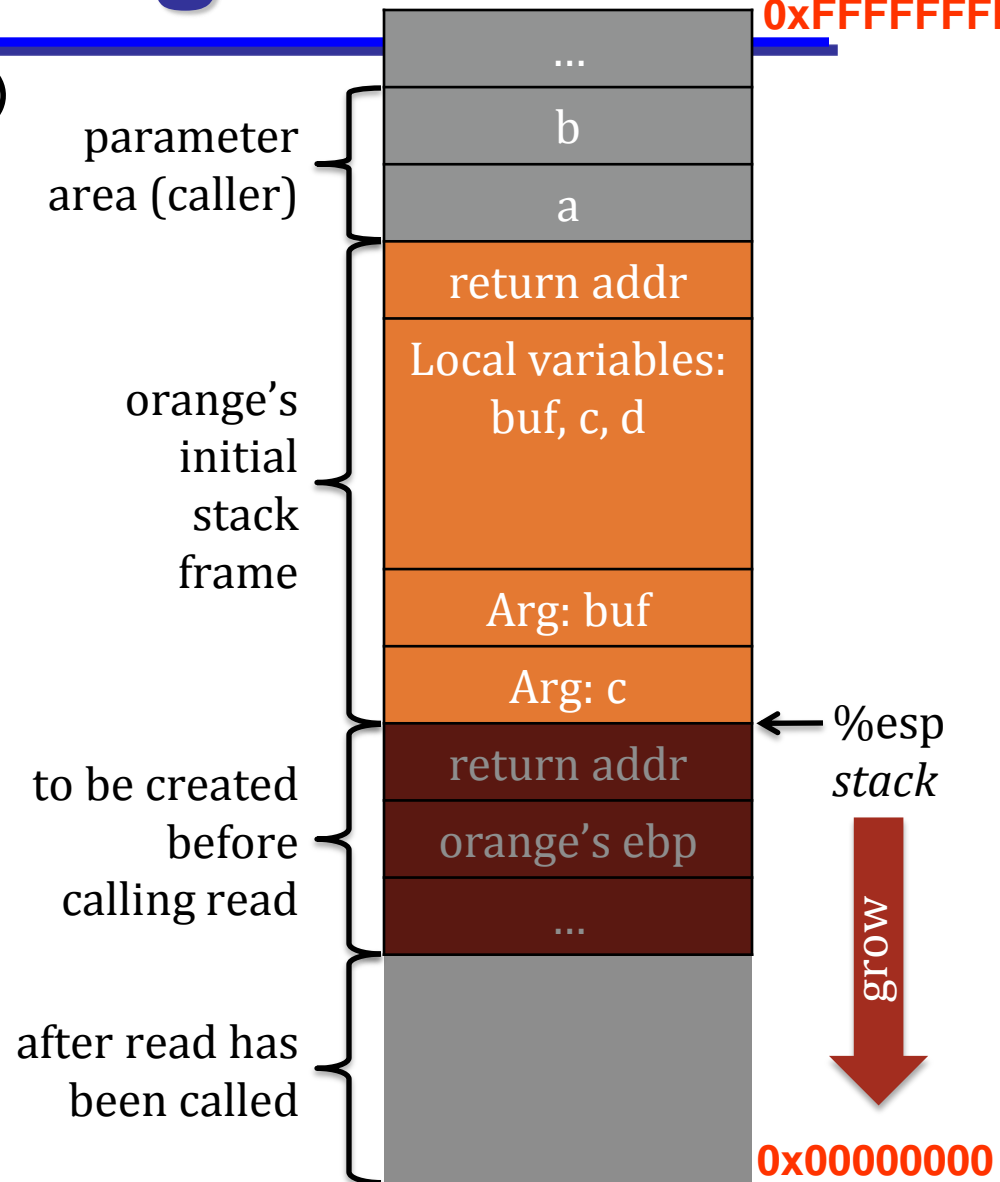 0xFFFFFFFF
...
)
parameter
area (caller)
b
a
return addr
Local variables:
buf, c, d
orange's
initial
stack
frame
Arg: buf
Arg: c
%esp
stack
return addr
to be created
before
calling read
orange's ebp
...
grow
after read has
been called
0x00000000